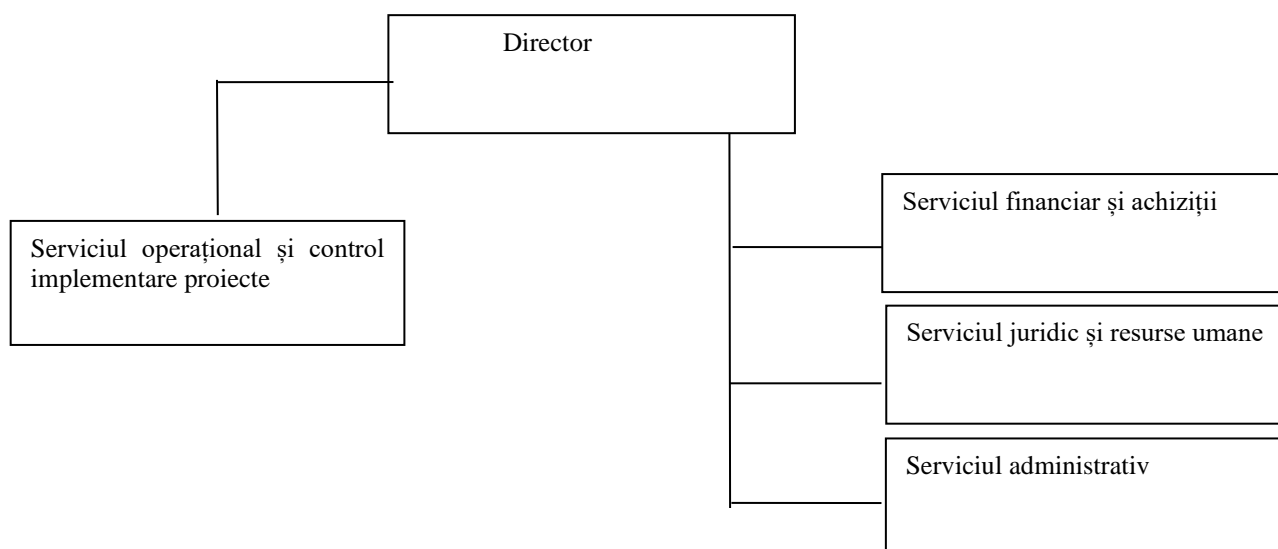 Director
Serviciul operațional și control
implementare proiecte
Serviciul financiar și achiziții
Serviciul juridic și resurse umane
Serviciul administrativ